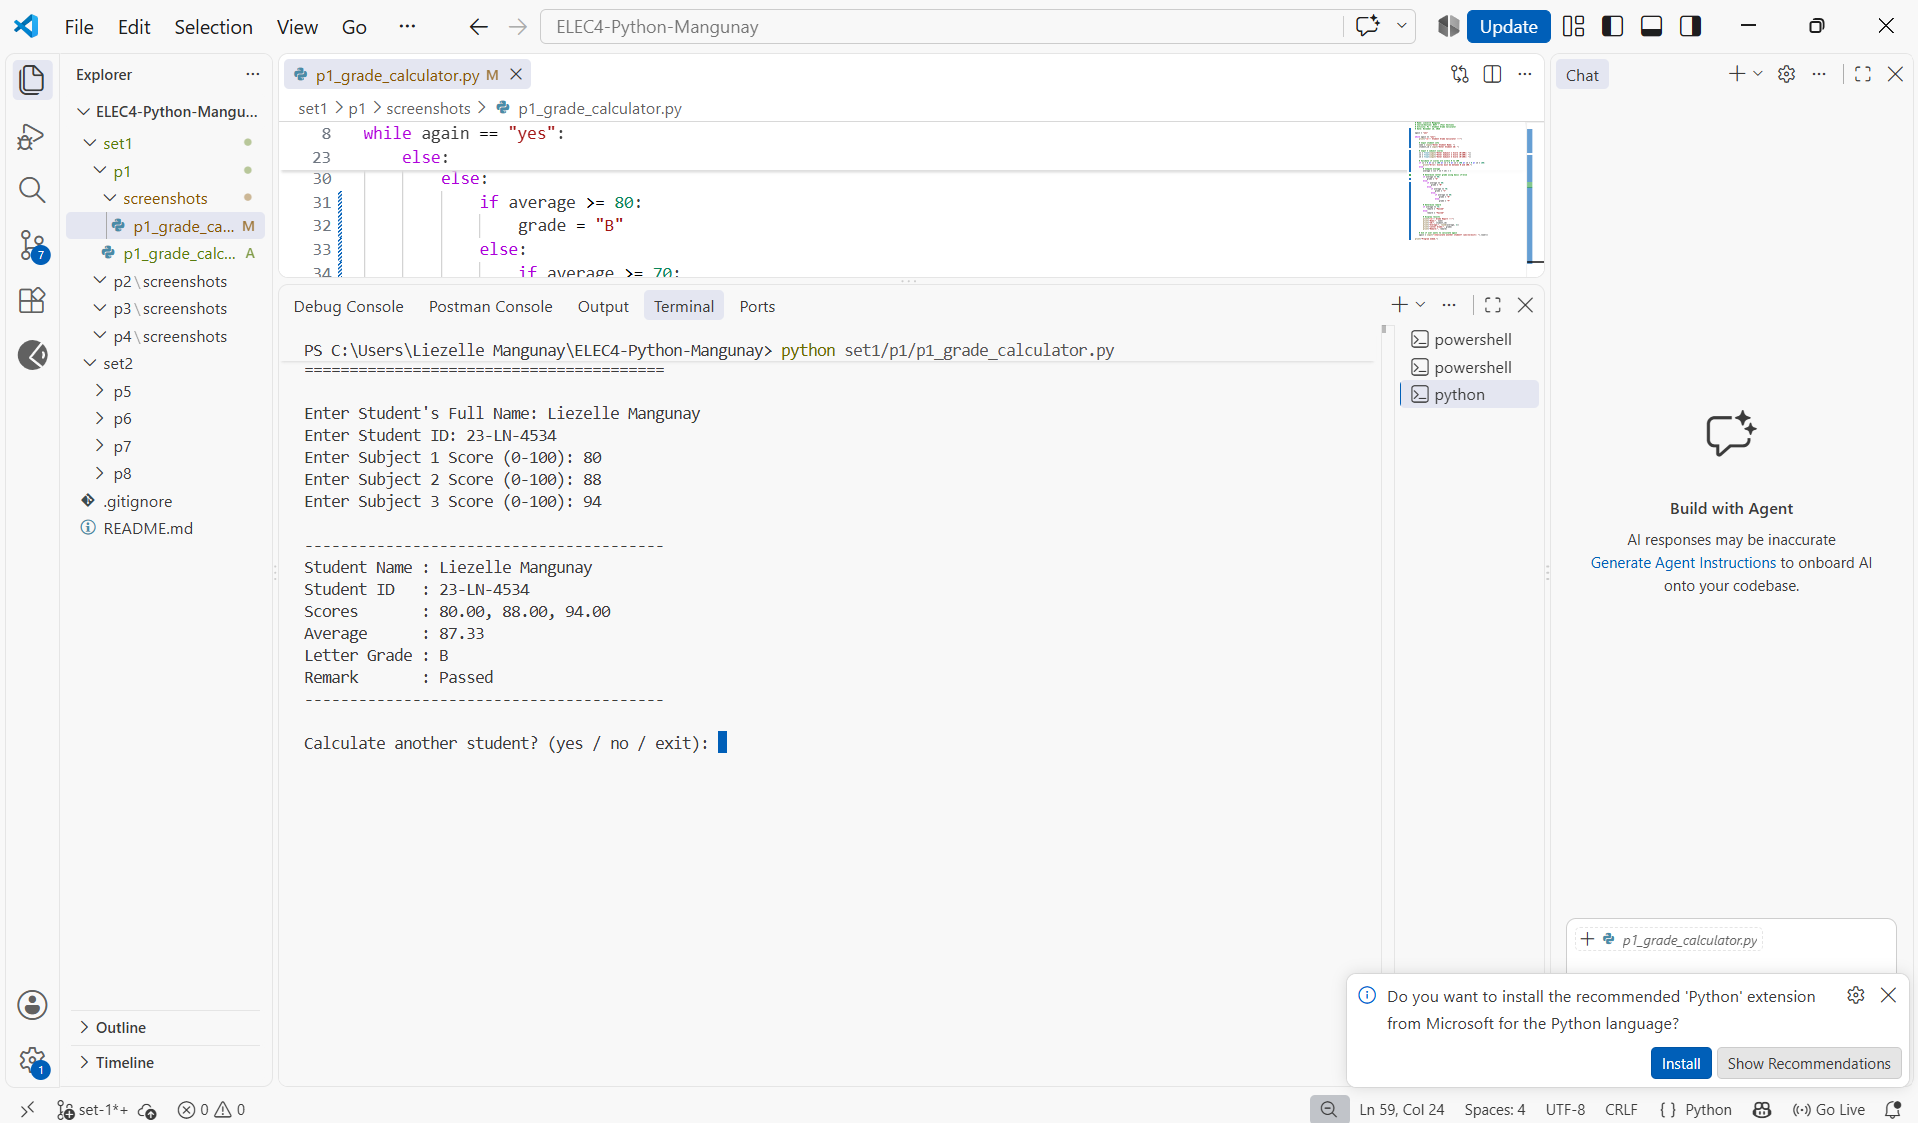 File Edit Selection View Go ··· ELEC4-Python-Mangunay Update
Explorer ···
ELEC4-Python-Mangu...
set1
p1
screenshots
p1_grade_ca... M
p1_grade_calc... A
p2\screenshots
p3\screenshots
p4\screenshots
set2
p5
p6
p7
p8
.gitignore
README.md
Outline
Timeline
7
1
p1_grade_calculator.py M
set1 > p1 > screenshots > p1_grade_calculator.py
8 while again == "yes":
23 else:
30 else:
31 if average >= 80:
32 grade = "B"
33 else:
34 if average >= 70:
Debug Console Postman Console Output Terminal Ports
PS C:\Users\Liezelle Mangunay\ELEC4-Python-Mangunay> python set1/p1/p1_grade_calculator.py
========================================
Enter Student's Full Name: Liezelle Mangunay
Enter Student ID: 23-LN-4534
Enter Subject 1 Score (0-100): 80
Enter Subject 2 Score (0-100): 88
Enter Subject 3 Score (0-100): 94
----------------------------------------
Student Name : Liezelle Mangunay
Student ID   : 23-LN-4534
Scores       : 80.00, 88.00, 94.00
Average      : 87.33
Letter Grade : B
Remark       : Passed
----------------------------------------
Calculate another student? (yes / no / exit):
powershell
powershell
python
Chat
Build with Agent
AI responses may be inaccurate
Generate Agent Instructions to onboard AI
onto your codebase.
p1_grade_calculator.py
Do you want to install the recommended 'Python' extension
from Microsoft for the Python language?
Install Show Recommendations
set-1*+ 0 0 Ln 59, Col 24 Spaces: 4 UTF-8 CRLF { } Python Go Live